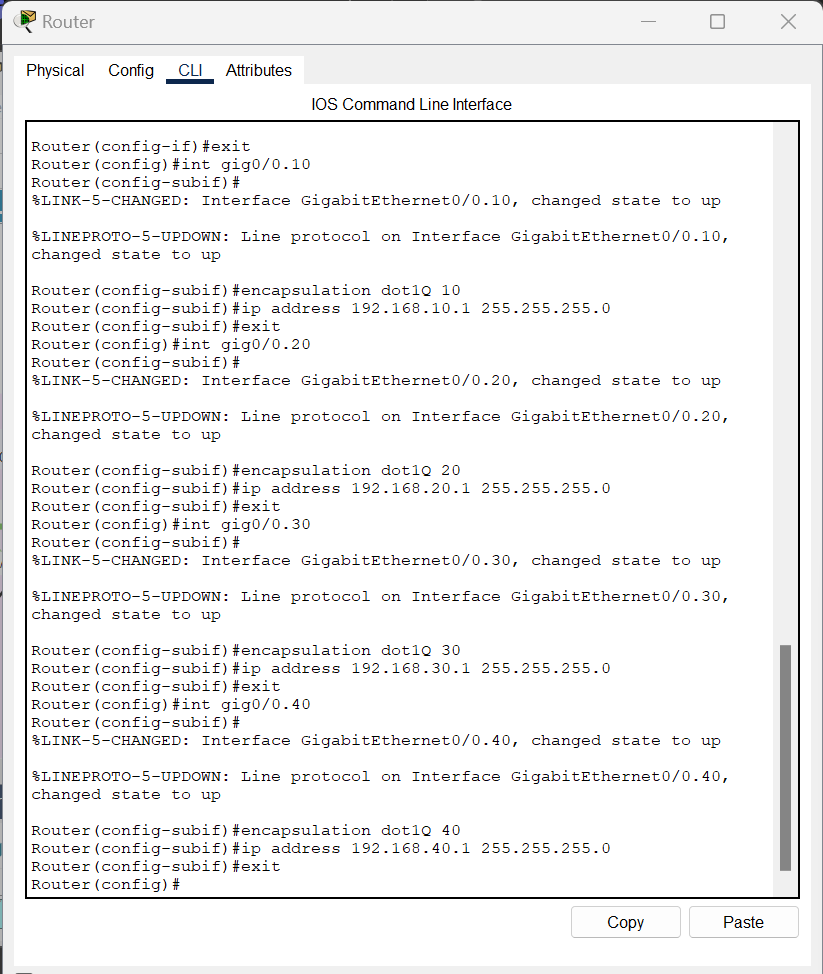 Router
Physical Config CLI Attributes
IOS Command Line Interface
Router(config-if)#exit
Router(config)#int gig0/0.10
Router(config-subif)#
%LINK-5-CHANGED: Interface GigabitEthernet0/0.10, changed state to up
%LINEPROTO-5-UPDOWN: Line protocol on Interface GigabitEthernet0/0.10,
changed state to up
Router(config-subif)#encapsulation dot1Q 10
Router(config-subif)#ip address 192.168.10.1 255.255.255.0
Router(config-subif)#exit
Router(config)#int gig0/0.20
Router(config-subif)#
%LINK-5-CHANGED: Interface GigabitEthernet0/0.20, changed state to up
%LINEPROTO-5-UPDOWN: Line protocol on Interface GigabitEthernet0/0.20,
changed state to up
Router(config-subif)#encapsulation dot1Q 20
Router(config-subif)#ip address 192.168.20.1 255.255.255.0
Router(config-subif)#exit
Router(config)#int gig0/0.30
Router(config-subif)#
%LINK-5-CHANGED: Interface GigabitEthernet0/0.30, changed state to up
%LINEPROTO-5-UPDOWN: Line protocol on Interface GigabitEthernet0/0.30,
changed state to up
Router(config-subif)#encapsulation dot1Q 30
Router(config-subif)#ip address 192.168.30.1 255.255.255.0
Router(config-subif)#exit
Router(config)#int gig0/0.40
Router(config-subif)#
%LINK-5-CHANGED: Interface GigabitEthernet0/0.40, changed state to up
%LINEPROTO-5-UPDOWN: Line protocol on Interface GigabitEthernet0/0.40,
changed state to up
Router(config-subif)#encapsulation dot1Q 40
Router(config-subif)#ip address 192.168.40.1 255.255.255.0
Router(config-subif)#exit
Router(config)#
Copy Paste